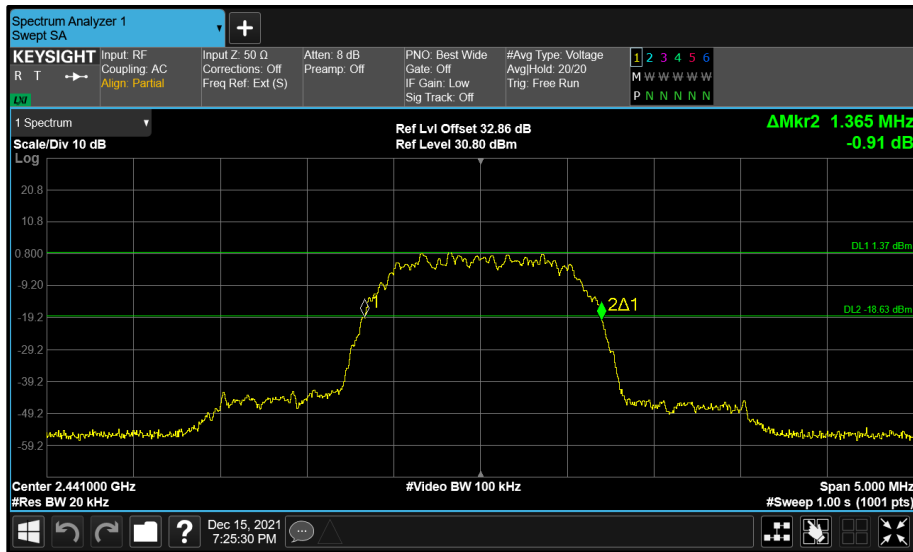 Spectrum Analyzer 1
Swept SA
KEYSIGHT
R T
LXI
Input: RF
Coupling: AC
Align: Partial
Input Z: 50 Ω
Corrections: Off
Freq Ref: Ext (S)
Atten: 8 dB
Preamp: Off
PNO: Best Wide
Gate: Off
IF Gain: Low
Sig Track: Off
#Avg Type: Voltage
Avg|Hold: 20/20
Trig: Free Run
1 2 3 4 5 6
M W W W W W
P N N N N N
1 Spectrum
Scale/Div 10 dB
Ref Lvl Offset 32.86 dB
Ref Level 30.80 dBm
ΔMkr2 1.365 MHz
-0.91 dB
Log
20.8
10.8
0.800
-9.20
-19.2
-29.2
-39.2
-49.2
-59.2
DL1 1.37 dBm
1
2Δ1
DL2 -18.63 dBm
Center 2.441000 GHz
#Video BW 100 kHz
Span 5.000 MHz
#Res BW 20 kHz
#Sweep 1.00 s (1001 pts)
?
Dec 15, 2021
7:25:30 PM